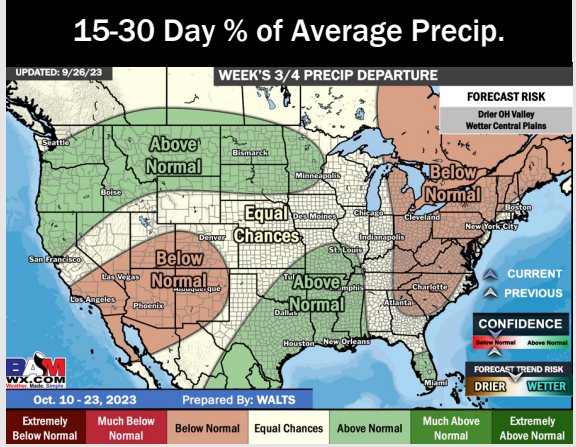 15-30 Day % of Average Precip.
UPDATED: 9/26/23
WEEK'S 3/4 PRECIP DEPARTURE
FORECAST RISK
Drier OH Valley
Wetter Central Plains
Seattle
Above
Normal
Bismarck
Minneapolis
Boise
Below
Normal
Boston
Equal
Chances
Des Moines
Chicago
Cleveland
New York City
Denver
Indianapolis
San Francisco
St. Louis
Below
Normal
Las Vegas
Albuquerque
Los Angeles
Phoenix
Above
Normal
Memphis
Charlotte
Atlanta
Dallas
Houston
New Orleans
Miami
CURRENT
PREVIOUS
CONFIDENCE
Below Normal
Above Normal
FORECAST TREND RISK
DRIER
WETTER
BAM
WX.COM
Weather. Made. Simple.
Oct. 10 - 23, 2023
Prepared By: WALTS
Extremely
Below Normal
Much Below
Normal
Below Normal
Equal Chances
Above Normal
Much Above
Normal
Extremely
Above Normal